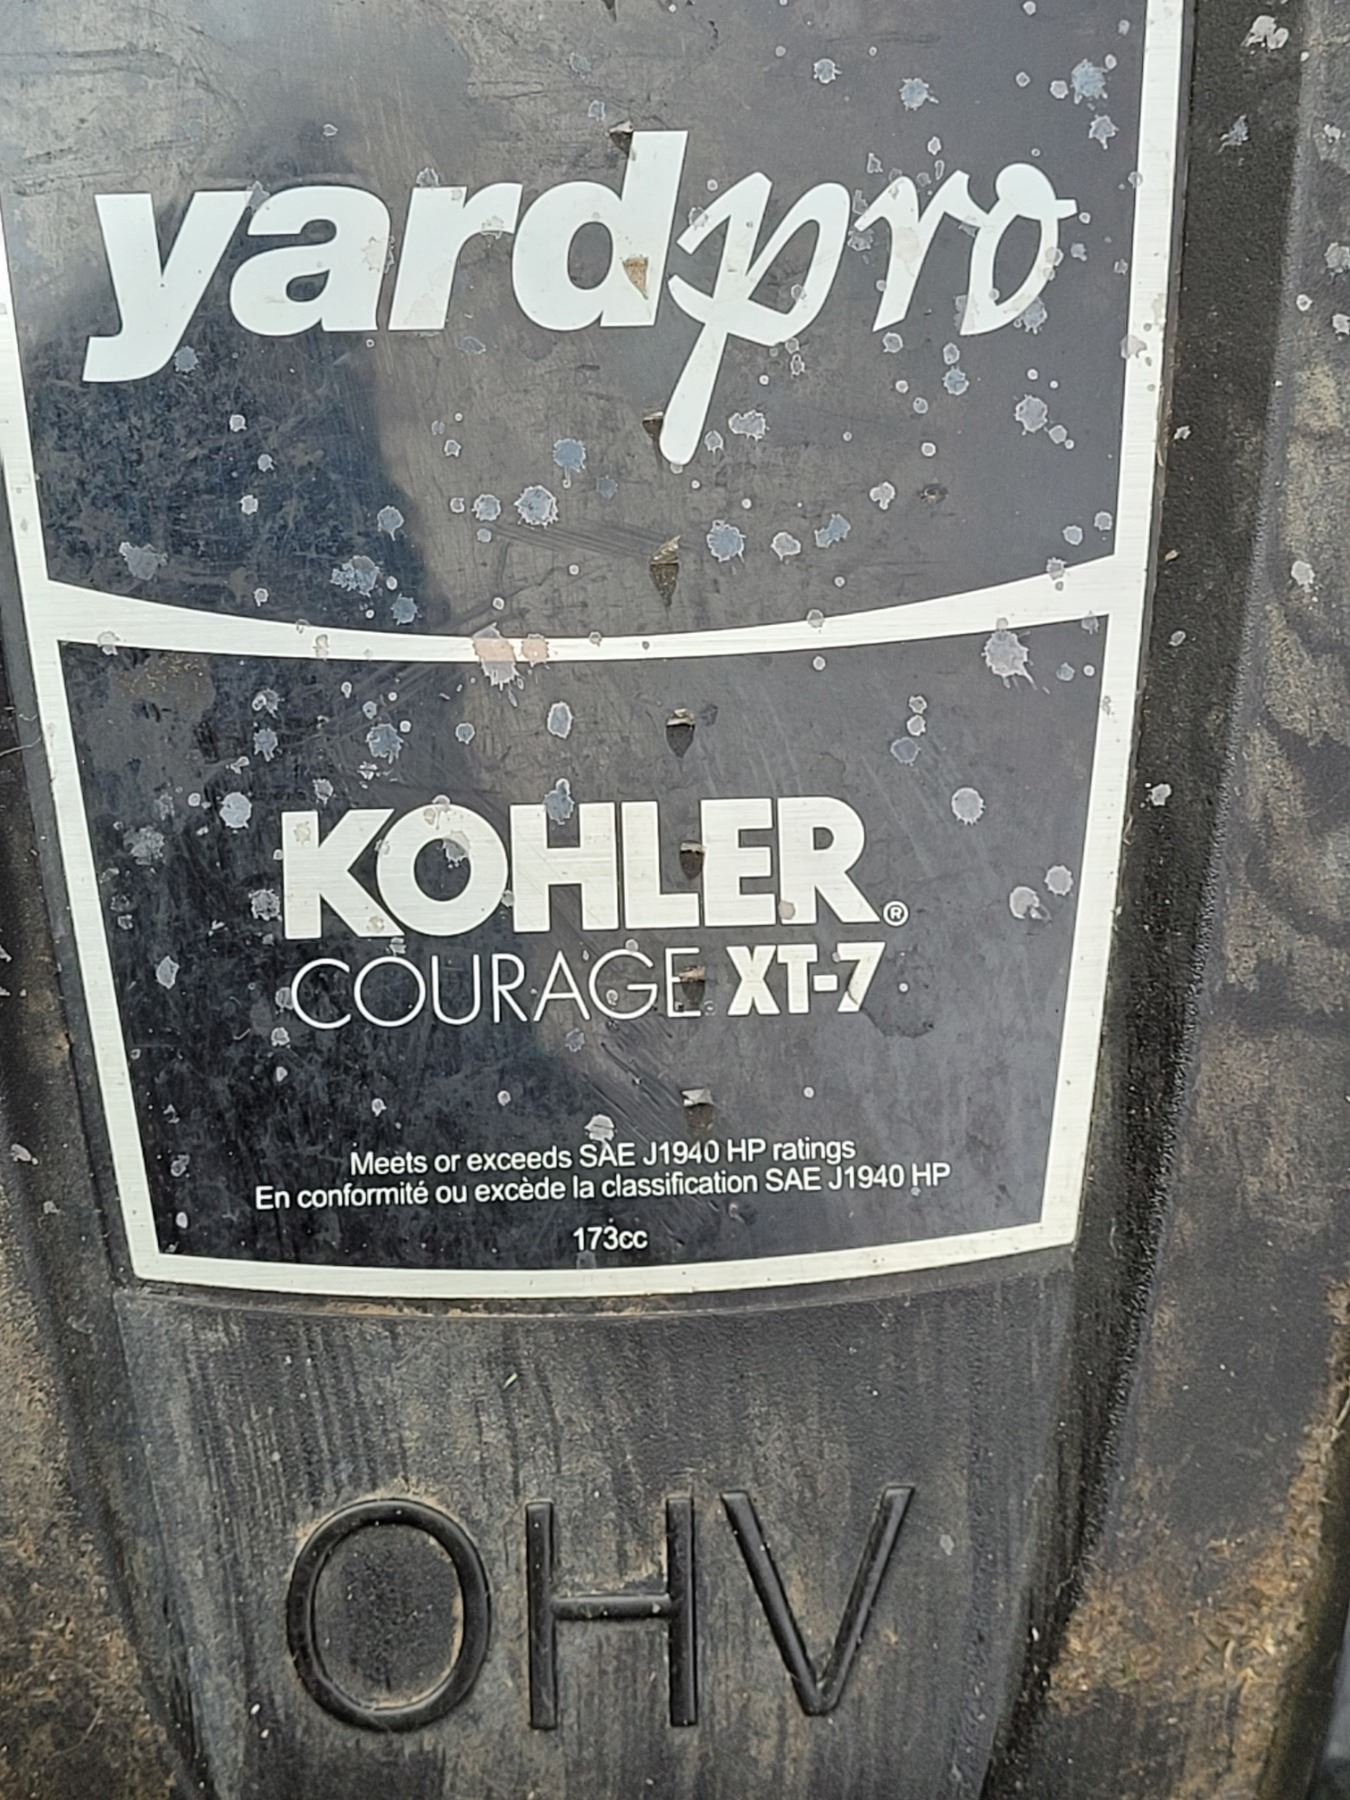 yardpro
KOHLER®
COURAGE XT-7
Meets or exceeds SAE J1940 HP ratings
En conformité ou excède la classification SAE J1940 HP
173cc
OHV